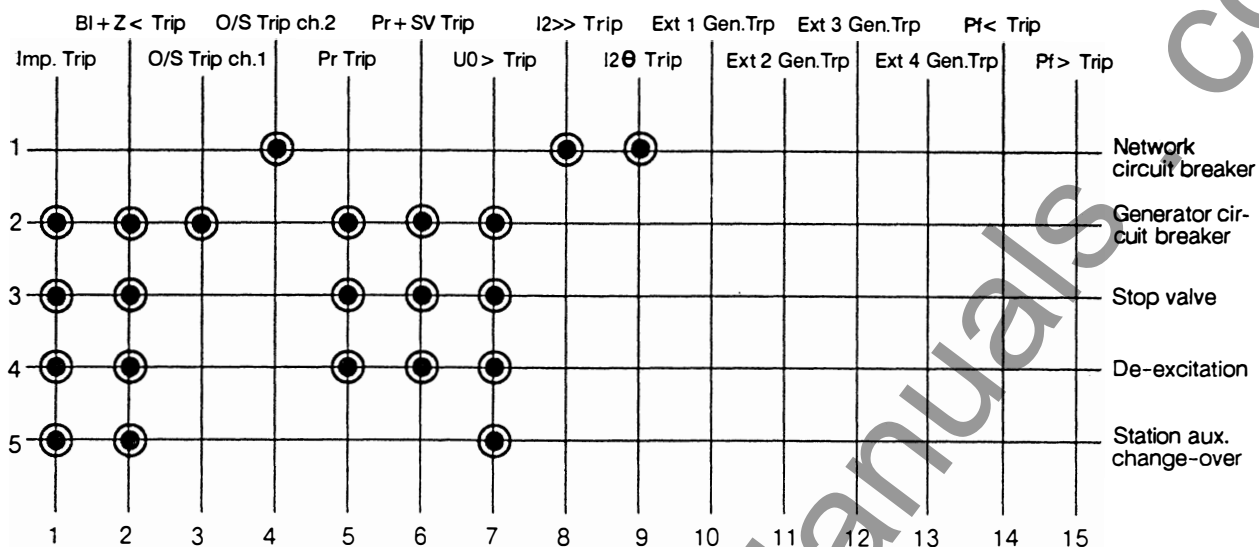 BI+Z< Trip O/S Trip ch.2 Pr+SV Trip I2>> Trip Ext 1 Gen.Trp Ext 3 Gen.Trp Pf< Trip
Imp. Trip O/S Trip ch.1 Pr Trip U0> Trip I2θ Trip Ext 2 Gen.Trp Ext 4 Gen.Trp Pf> Trip
1 Network
circuit breaker
2 Generator cir-
cuit breaker
3 Stop valve
4 De-excitation
5 Station aux.
change-over
1 2 3 4 5 6 7 8 9 10 11 12 13 14 15
anuals . co